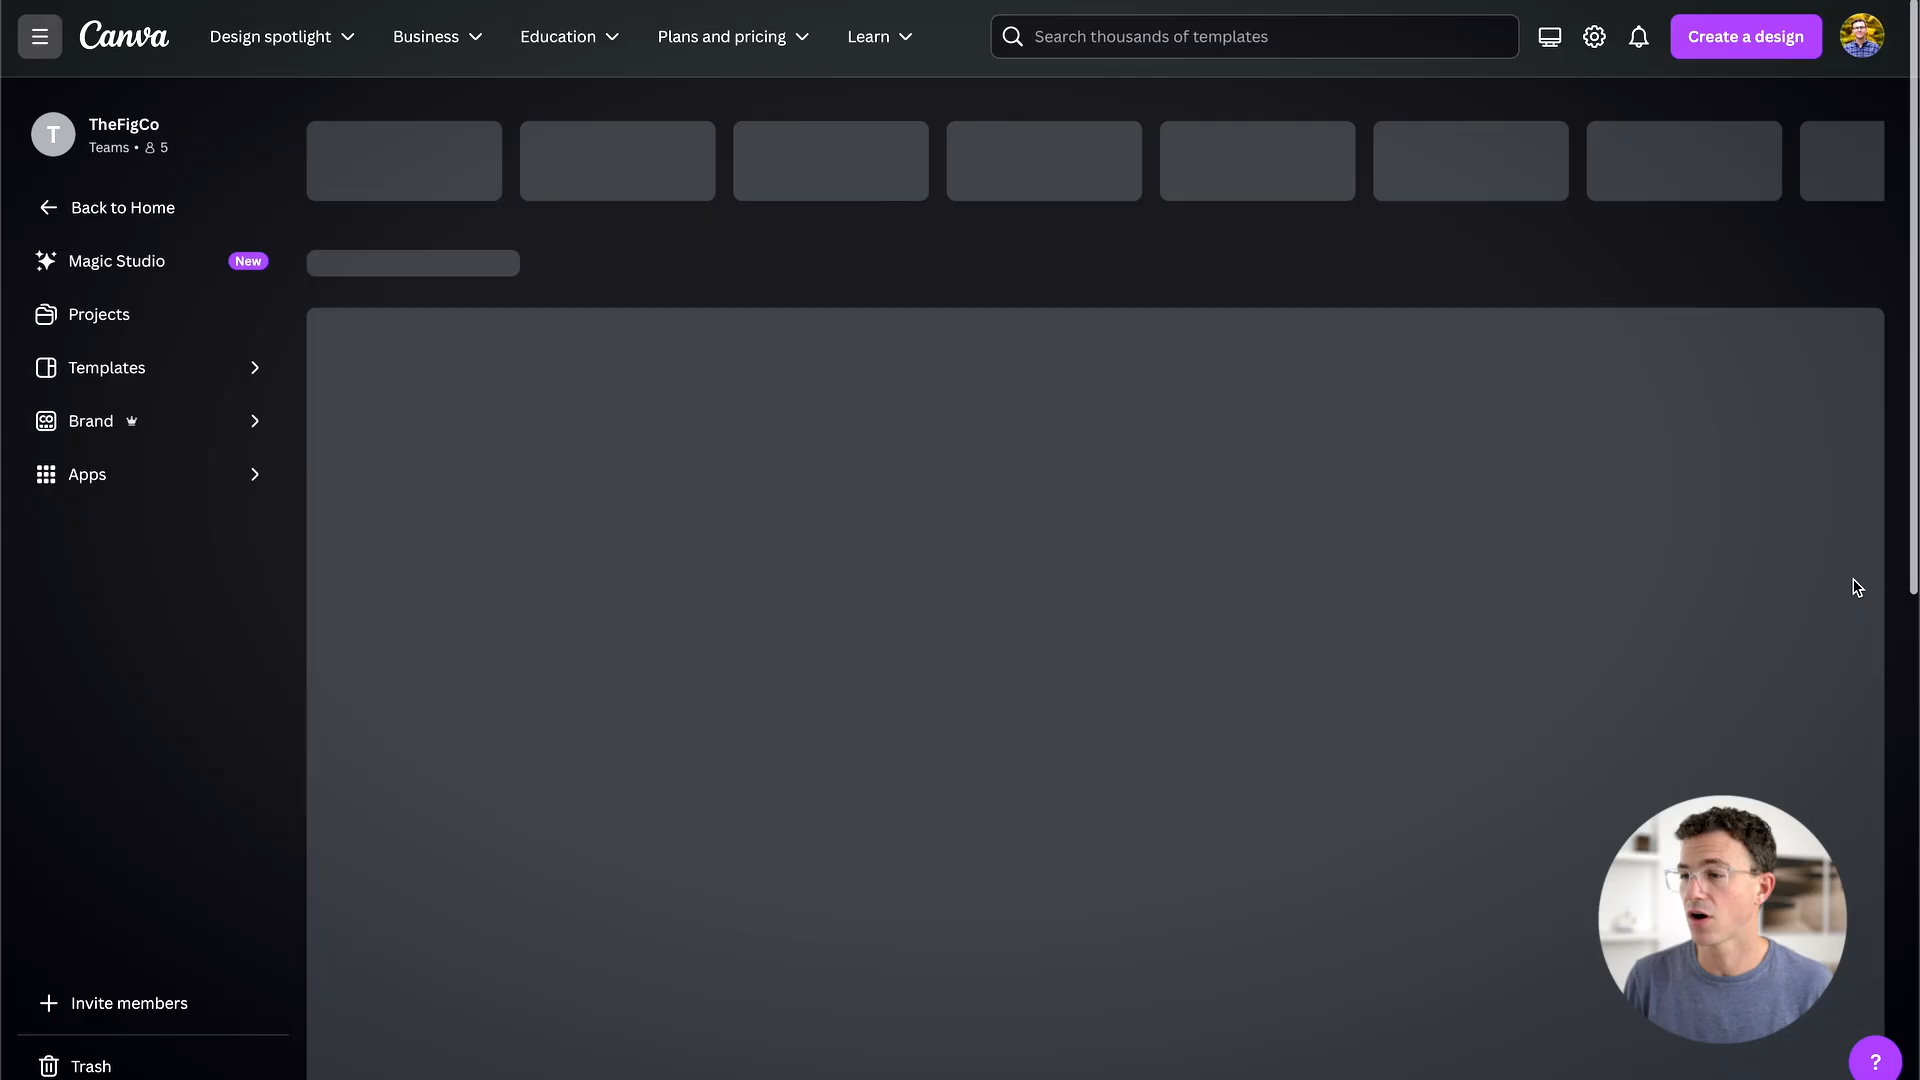 Canva
Design spotlight
Business
Education
Plans and pricing
Learn
Search thousands of templates
Create a design
T
TheFigCo
Teams • 5
Back to Home
Magic Studio
New
Projects
Templates
Brand
CO
Apps
Invite members
Trash
?